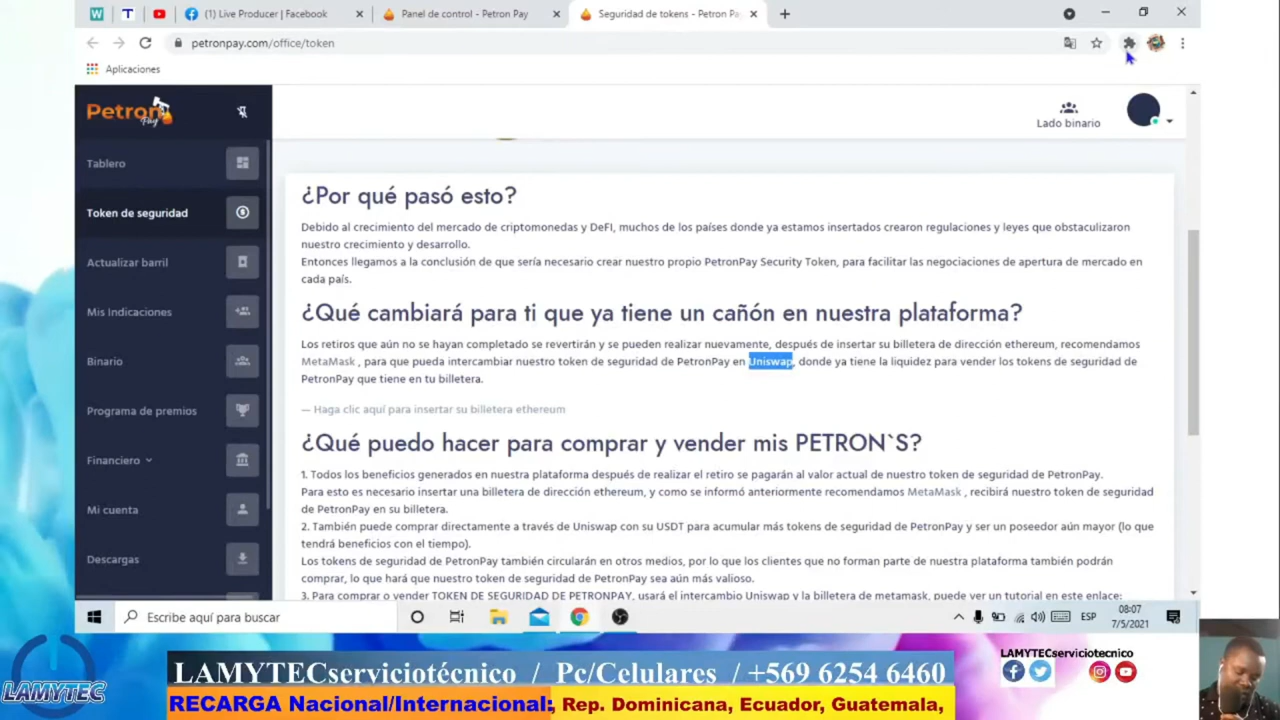 (1) Live Producer | Facebook
Panel de control - Petron Pay
Seguridad de tokens - Petron Pa
petronpay.com/office/token
Aplicaciones
Petron
Pay
Lado binario
Tablero
Token de seguridad
Actualizar barril
Mis Indicaciones
Binario
Programa de premios
Financiero
Mi cuenta
Descargas
¿Por qué pasó esto?
Debido al crecimiento del mercado de criptomonedas y DeFI, muchos de los países donde ya estamos insertados crearon regulaciones y leyes que obstaculizaron
nuestro crecimiento y desarrollo.
Entonces llegamos a la conclusión de que sería necesario crear nuestro propio PetronPay Security Token, para facilitar las negociaciones de apertura de mercado en
cada país.
¿Qué cambiará para ti que ya tiene un cañón en nuestra plataforma?
Los retiros que aún no se hayan completado se revertirán y se pueden realizar nuevamente, después de insertar su billetera de dirección ethereum, recomendamos
MetaMask , para que pueda intercambiar nuestro token de seguridad de PetronPay en Uniswap, donde ya tiene la liquidez para vender los tokens de seguridad de
PetronPay que tiene en tu billetera.
— Haga clic aquí para insertar su billetera ethereum
¿Qué puedo hacer para comprar y vender mis PETRON`S?
1. Todos los beneficios generados en nuestra plataforma después de realizar el retiro se pagarán al valor actual de nuestro token de seguridad de PetronPay.
Para esto es necesario insertar una billetera de dirección ethereum, y como se informó anteriormente recomendamos MetaMask , recibirá nuestro token de seguridad
de PetronPay en su billetera.
2. También puede comprar directamente a través de Uniswap con su USDT para acumular más tokens de seguridad de PetronPay y ser un poseedor aún mayor (lo que
tendrá beneficios con el tiempo).
Los tokens de seguridad de PetronPay también circularán en otros medios, por lo que los clientes que no forman parte de nuestra plataforma también podrán
comprar, lo que hará que nuestro token de seguridad de PetronPay sea aún más valioso.
3. Para comprar o vender TOKEN DE SEGURIDAD DE PETRONPAY, usará el intercambio Uniswap y la billetera de metamask, puede ver un tutorial en este enlace:
Escribe aquí para buscar
ESP
08:07
7/5/2021
LAMYTEC
LAMYTECserviciotécnico / Pc/Celulares / +569 6254 6460
RECARGA Nacional/Internacional: Rep. Dominicana, Ecuador, Guatemala,
LAMYTECserviciotecnico